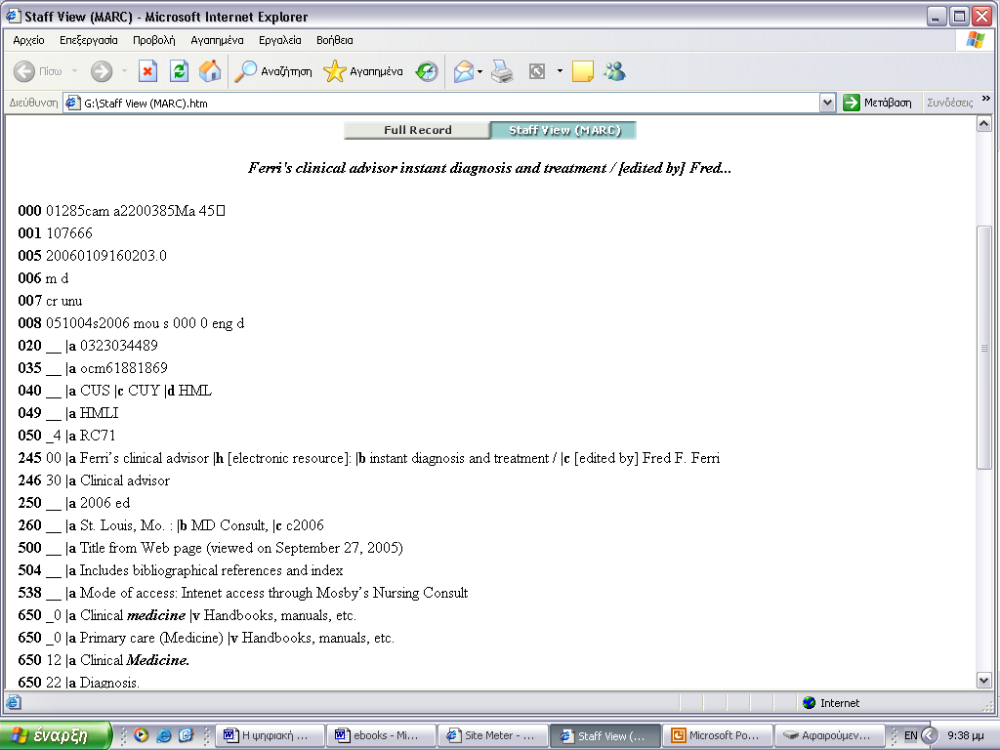 Staff View (MARC) - Microsoft Internet Explorer
Αρχείο Επεξεργασία Προβολή Αγαπημένα Εργαλεία Βοήθεια
Πίσω Αναζήτηση Αγαπημένα
Διεύθυνση G:\Staff View (MARC).htm Μετάβαση Συνδέσεις »
Full Record Staff View (MARC)
Ferri's clinical advisor instant diagnosis and treatment / [edited by] Fred...
000 01285cam a2200385Ma 45□
001 107666
005 20060109160203.0
006 m d
007 cr unu
008 051004s2006 mou s 000 0 eng d
020 __ |a 0323034489
035 __ |a ocm61881869
040 __ |a CUS |c CUY |d HML
049 __ |a HMLI
050 _4 |a RC71
245 00 |a Ferri's clinical advisor |h [electronic resource]: |b instant diagnosis and treatment / |c [edited by] Fred F. Ferri
246 30 |a Clinical advisor
250 __ |a 2006 ed
260 __ |a St. Louis, Mo. : |b MD Consult, |c c2006
500 __ |a Title from Web page (viewed on September 27, 2005)
504 __ |a Includes bibliographical references and index
538 __ |a Mode of access: Intenet access through Mosby's Nursing Consult
650 _0 |a Clinical medicine |v Handbooks, manuals, etc.
650 _0 |a Primary care (Medicine) |v Handbooks, manuals, etc.
650 12 |a Clinical Medicine.
650 22 |a Diagnosis.
Internet
έναρξη Η ψηφιακή ... ebooks - Mi... Site Meter - ... Staff View (... Microsoft Po... Αφαιρούμεν... EN 9:38 μμ